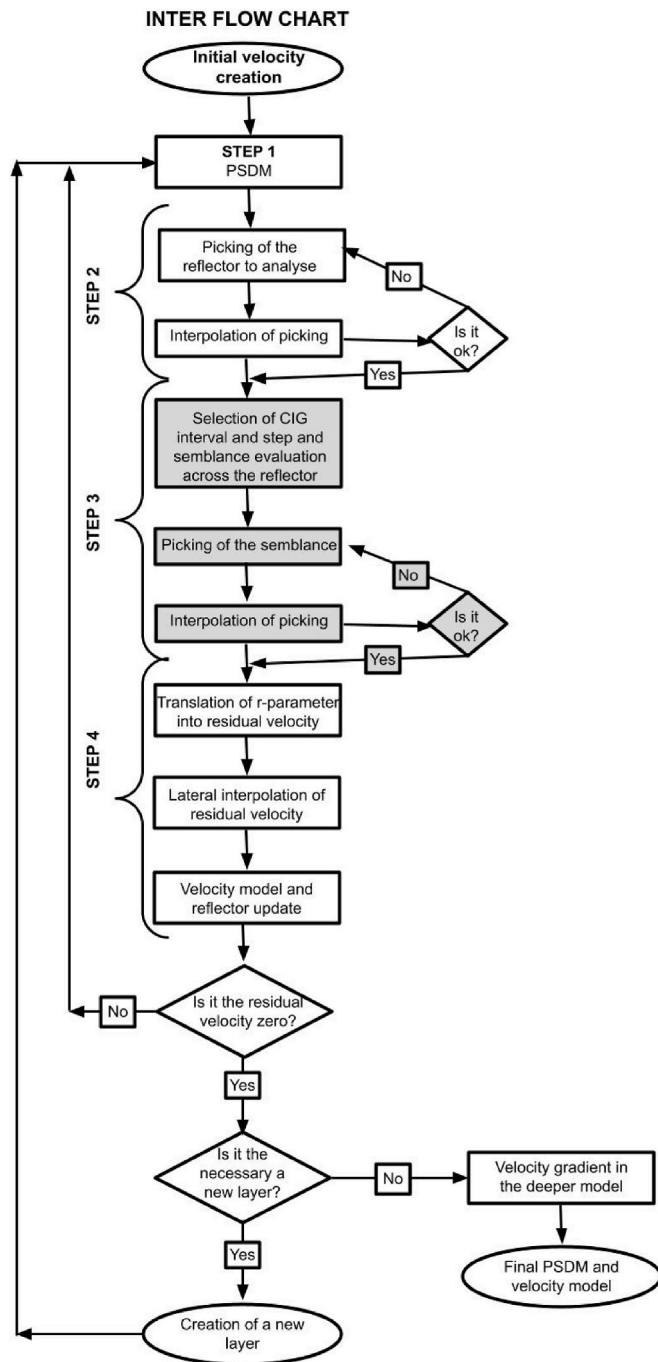 INTER FLOW CHART
Initial velocity
creation
STEP 1
PSDM
STEP 2
Picking of the
reflector to analyse
No
Interpolation of picking
Is it
ok?
Yes
STEP 3
Selection of CIG
interval and step and
semblance evaluation
across the reflector
Picking of the semblance
No
Interpolation of picking
Is it
ok?
Yes
STEP 4
Translation of r-parameter
into residual velocity
Lateral interpolation of
residual velocity
Velocity model and
reflector update
Is it the residual
velocity zero?
No
Yes
Is it the
necessary a
new layer?
No
Velocity gradient in
the deeper model
Yes
Final PSDM and
velocity model
Creation of a new
layer